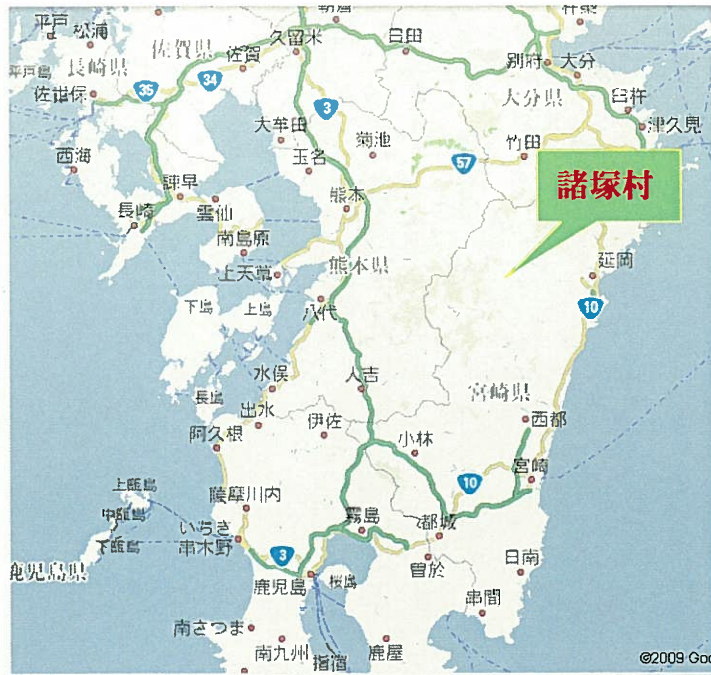 平戸
松浦
佐賀県
佐賀
久留米
日田
杵築
別府
大分
平戸島
長崎県
佐世保
35
34
3
大分県
臼杵
津久見
大牟田
菊池
竹田
西海
玉名
57
諫早
雲仙
熊本
諸塚村
長崎
南島原
上天草
熊本県
延岡
下島
上島
八代
10
水俣
人吉
宮崎県
長島
出水
伊佐
西都
阿久根
小林
宮崎
上甑島
薩摩川内
10
中甑島
霧島
都城
いちき
串木野
下甑島
3
曽於
日南
鹿児島県
鹿児島
桜島
串間
南さつま
南九州
指宿
鹿屋
©2009 Goo